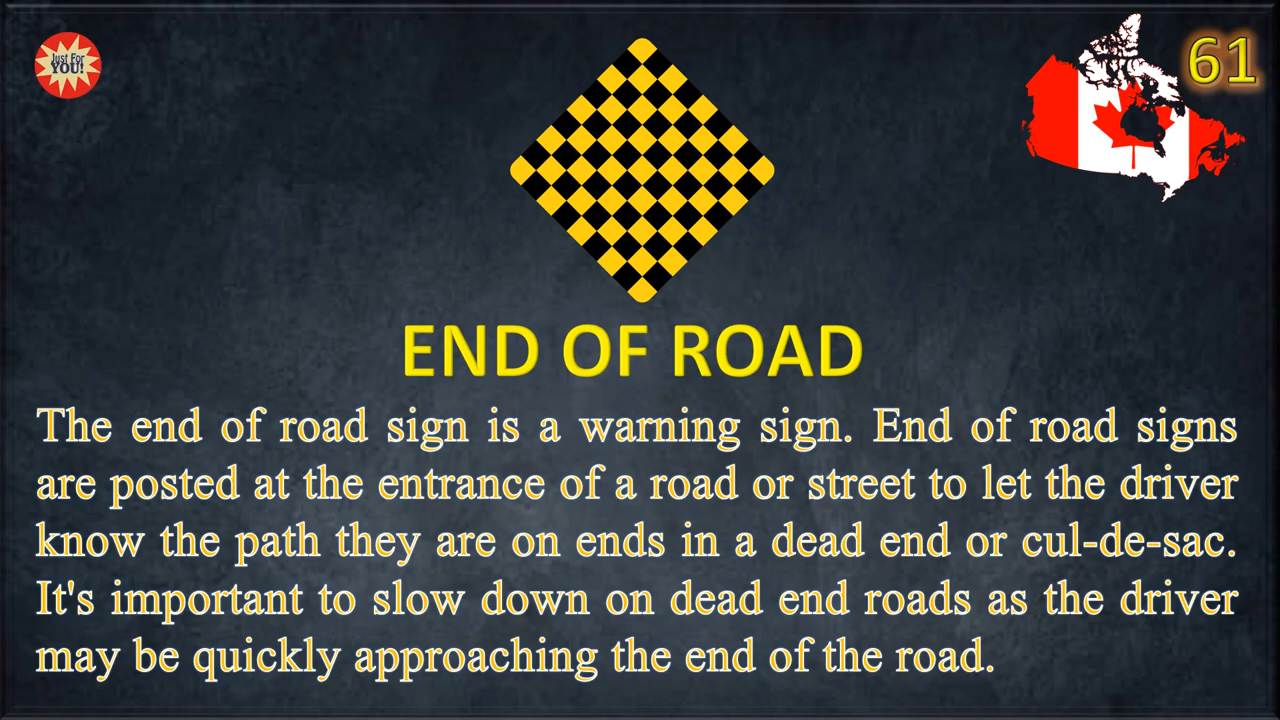 Just For
YOU!
61
END OF ROAD
The end of road sign is a warning sign. End of road signs
are posted at the entrance of a road or street to let the driver
know the path they are on ends in a dead end or cul-de-sac.
It's important to slow down on dead end roads as the driver
may be quickly approaching the end of the road.